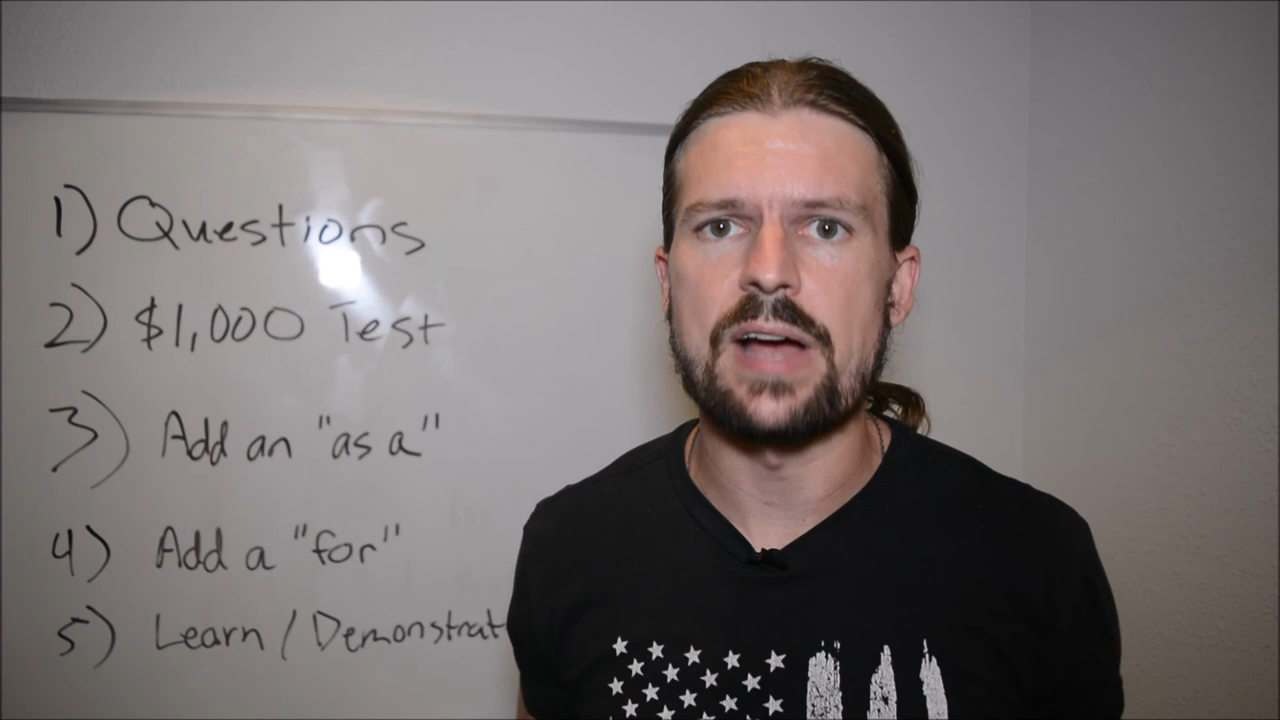 1) Questions
2) $1,000 Test
3) Add an "as a"
4) Add a "for"
5) Learn / Demonstrat